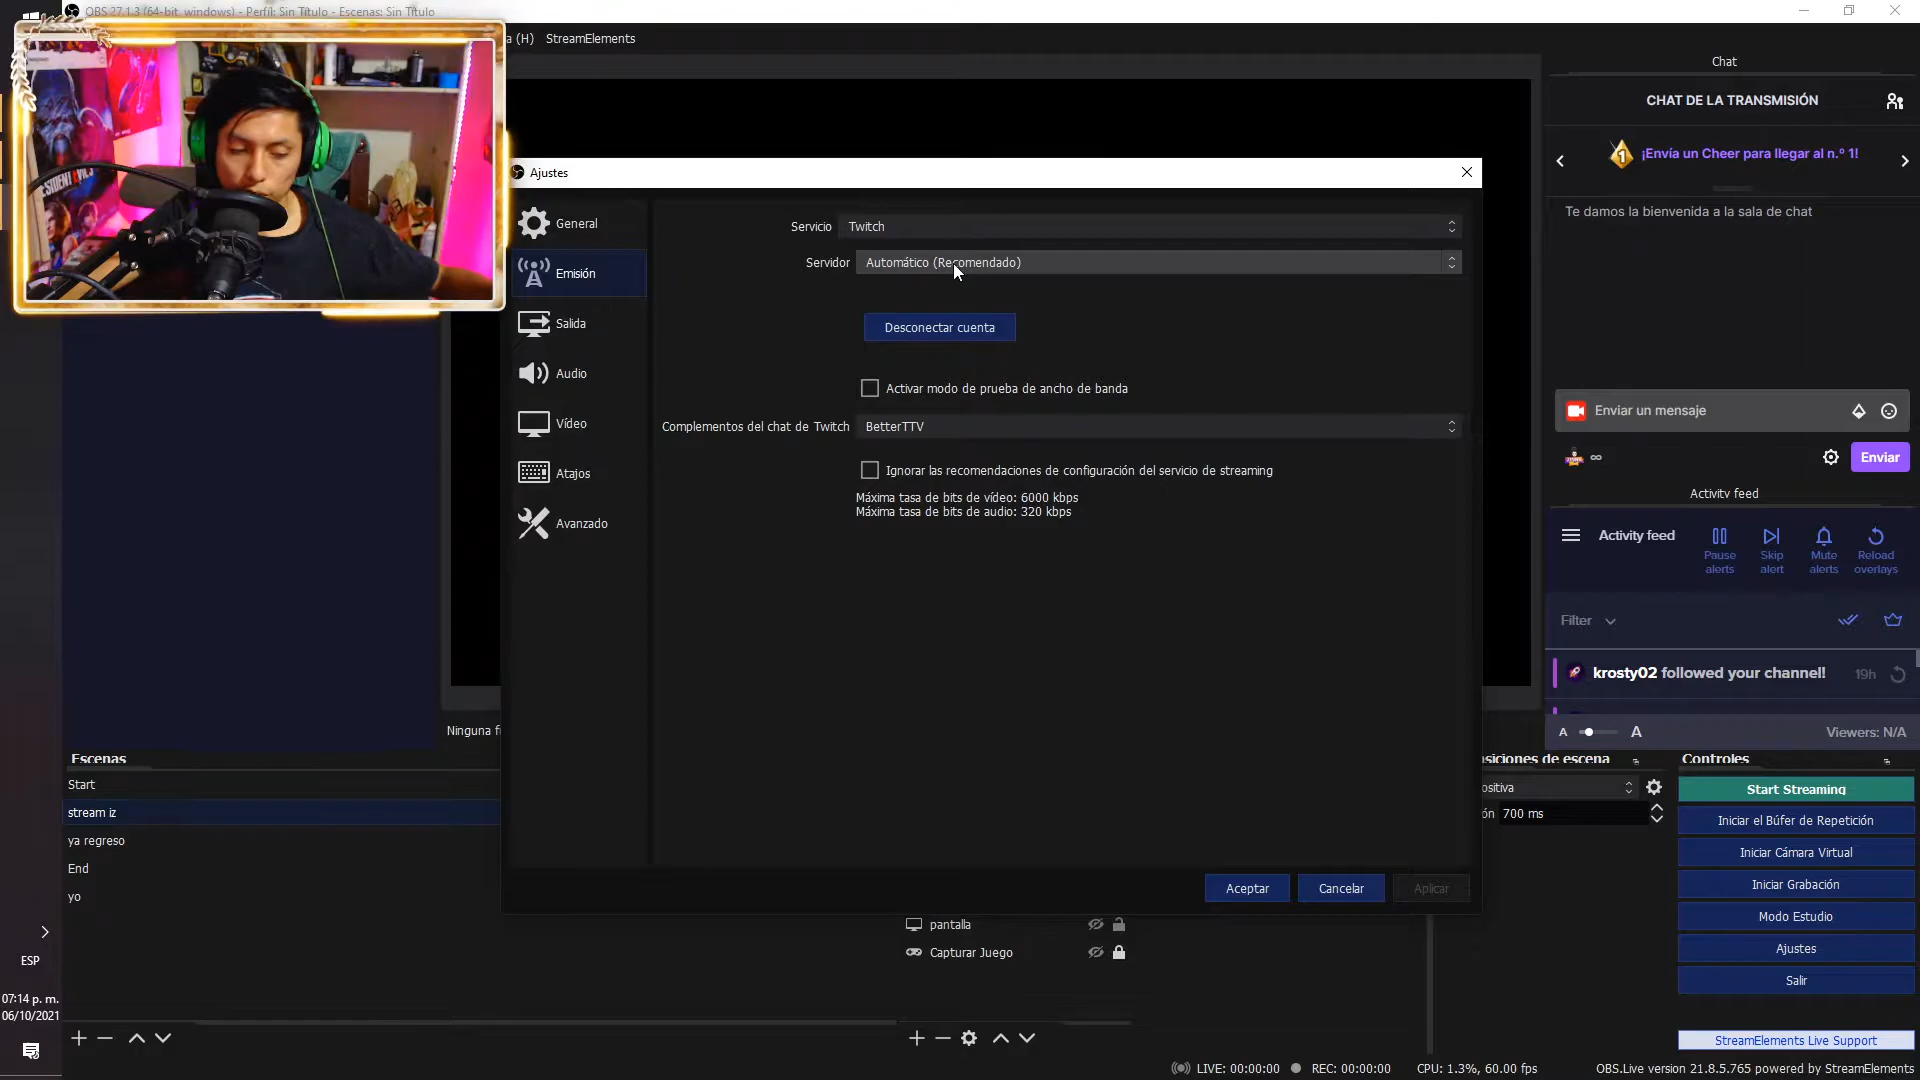 OBS 27.1.3 (64-bit, windows) - Perfil: Sin Título - Escenas: Sin Título
a (H) StreamElements
RESIDENT EVIL 3
Ajustes
General
Emisión
Salida
Audio
Vídeo
Atajos
Avanzado
Servicio Twitch
Servidor Automático (Recomendado)
Desconectar cuenta
Activar modo de prueba de ancho de banda
Complementos del chat de Twitch BetterTTV
Ignorar las recomendaciones de configuración del servicio de streaming
Máxima tasa de bits de vídeo: 6000 kbps
Máxima tasa de bits de audio: 320 kbps
Aceptar Cancelar Aplicar
Chat
CHAT DE LA TRANSMISIÓN
1 ¡Envía un Cheer para llegar al n.º 1!
Te damos la bienvenida a la sala de chat
Enviar un mensaje
∞ Enviar
Activity feed
Activity feed
Pause alerts
Skip alert
Mute alerts
Reload overlays
Filter
krosty02 followed your channel! 19h
A A Viewers: N/A
Ninguna f
Escenas
Start
stream iz
ya regreso
End
yo
pantalla
Capturar Juego
siciones de escena
ositiva
ón 700 ms
Controles
Start Streaming
Iniciar el Búfer de Repetición
Iniciar Cámara Virtual
Iniciar Grabación
Modo Estudio
Ajustes
Salir
StreamElements Live Support
ESP
07:14 p. m.
06/10/2021
LIVE: 00:00:00 REC: 00:00:00 CPU: 1.3%, 60.00 fps OBS.Live version 21.8.5.765 powered by StreamElements